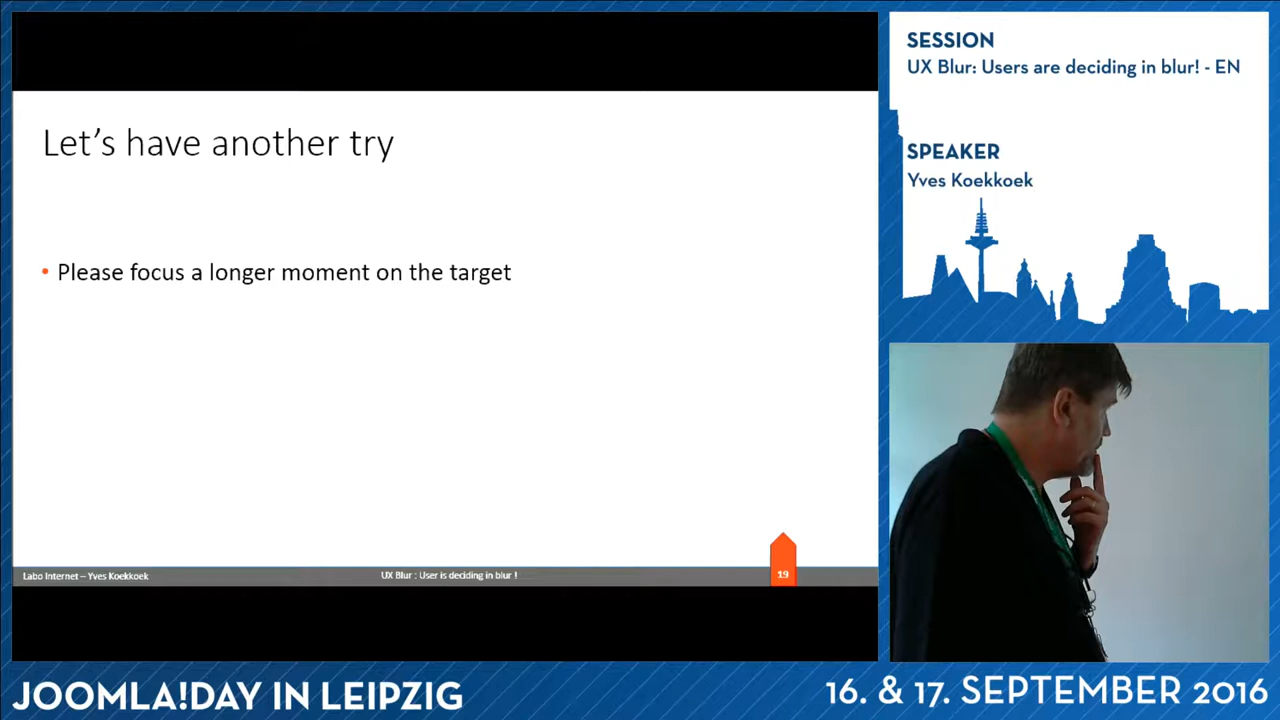 Let's have another try
• Please focus a longer moment on the target
Labo Internet – Yves Koekkoek
UX Blur : User is deciding in blur !
19
SESSION
UX Blur: Users are deciding in blur! - EN
SPEAKER
Yves Koekkoek
JOOMLA!DAY IN LEIPZIG
16. & 17. SEPTEMBER 2016